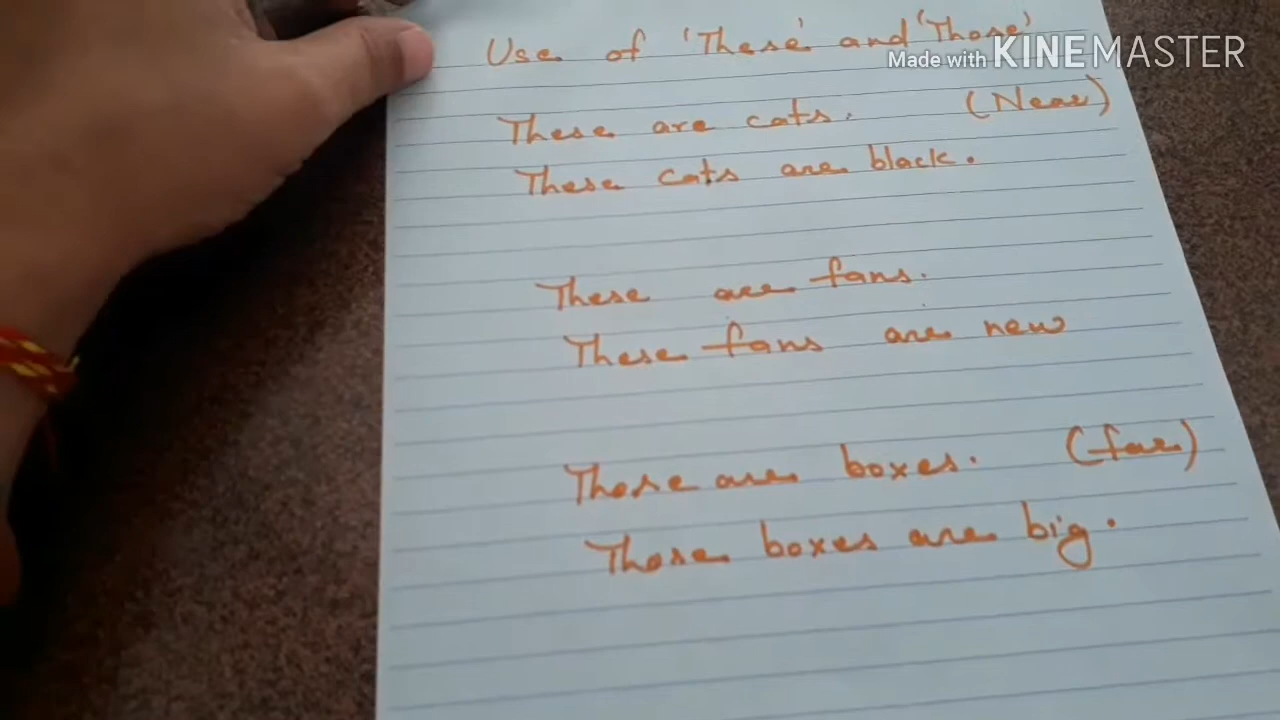 Use of 'These' and 'Those'
Made with KINEMASTER
These are cats. (Near)
These cats are black.
These are fans.
These fans are new
Those are boxes. (far)
Those boxes are big.